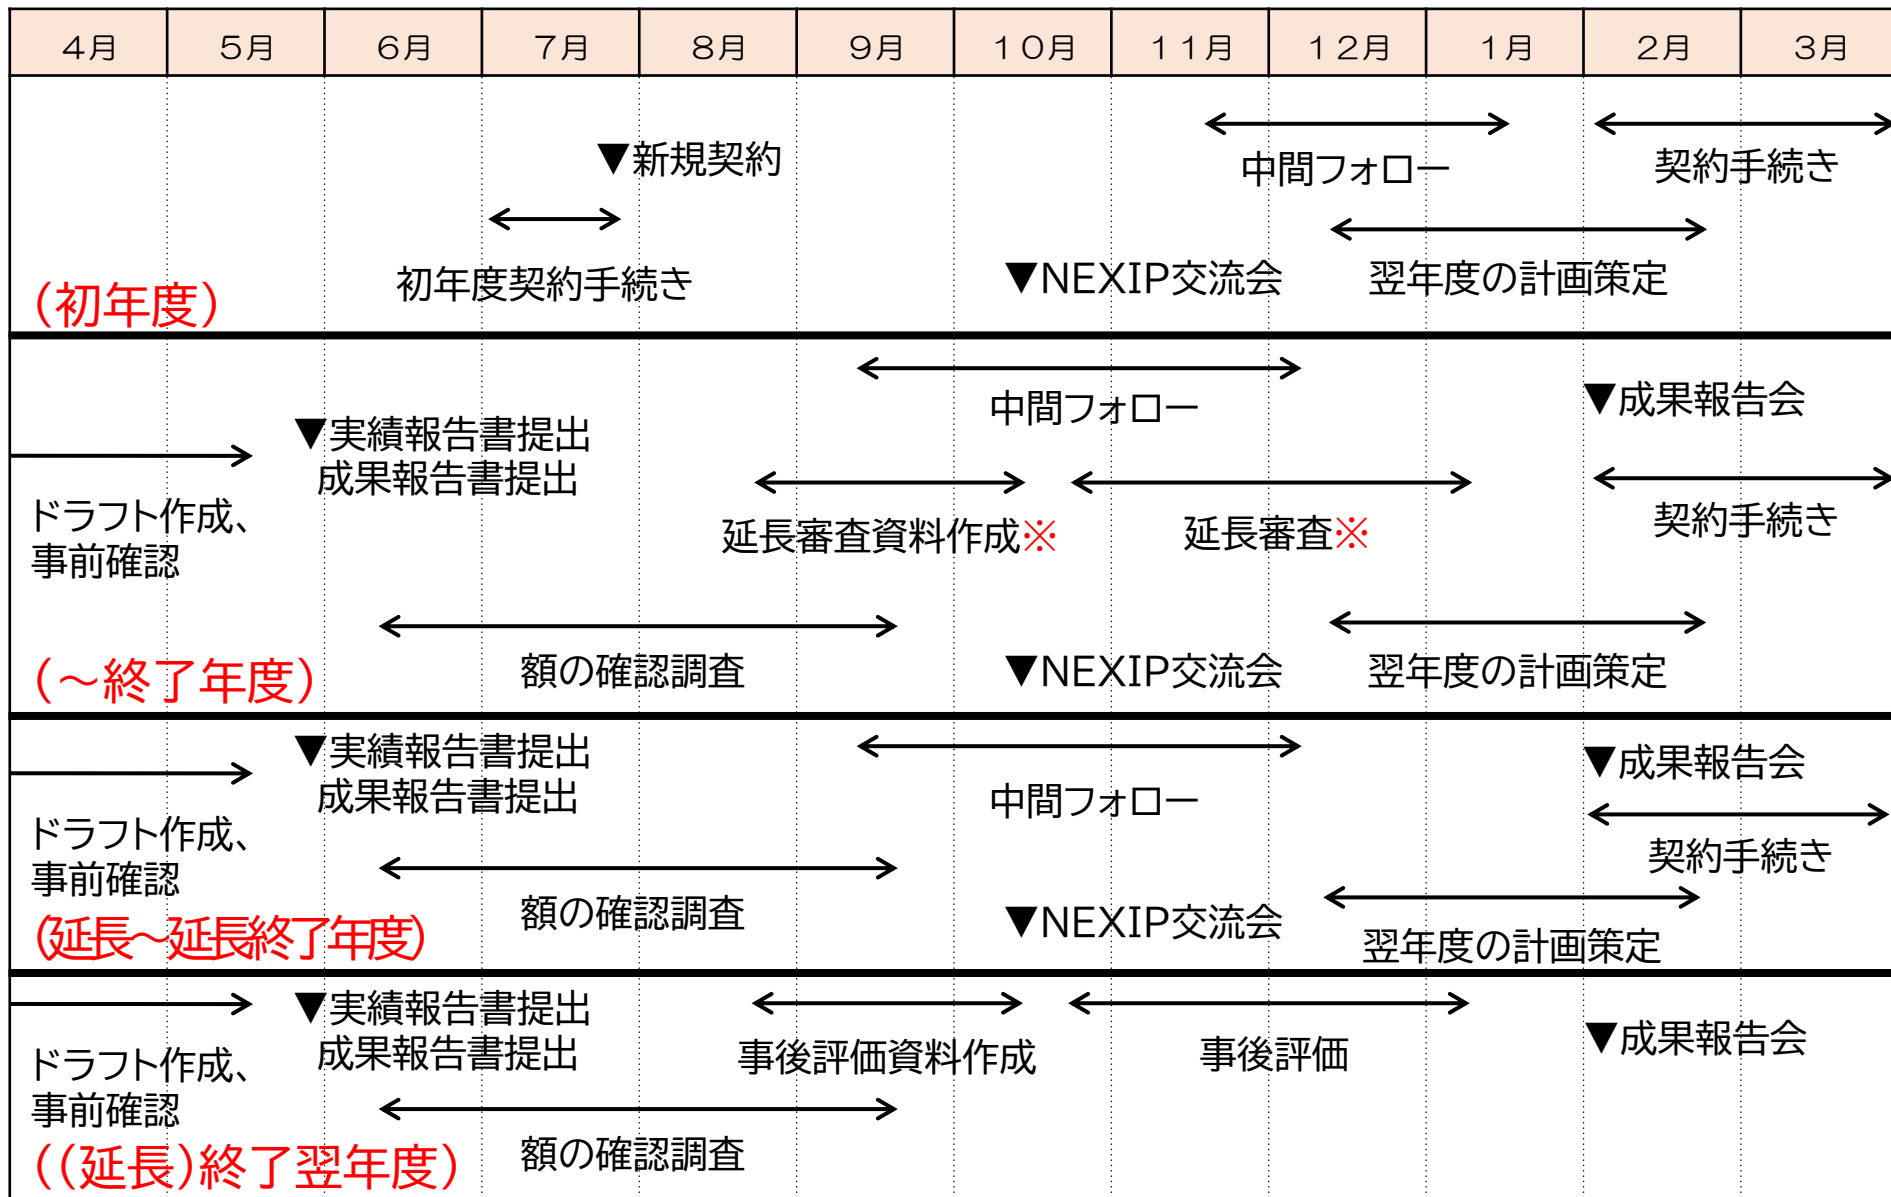 4月 5月 6月 7月 8月 9月 10月 11月 12月 1月 2月 3月
▼新規契約
中間フォロー
契約手続き
初年度契約手続き
▼NEXIP交流会
翌年度の計画策定
（初年度）
中間フォロー
▼成果報告会
▼実績報告書提出
成果報告書提出
ドラフト作成、
事前確認
延長審査資料作成※
延長審査※
契約手続き
額の確認調査
▼NEXIP交流会
翌年度の計画策定
（～終了年度）
▼実績報告書提出
成果報告書提出
中間フォロー
▼成果報告会
ドラフト作成、
事前確認
契約手続き
額の確認調査
▼NEXIP交流会
翌年度の計画策定
（延長～延長終了年度）
▼実績報告書提出
成果報告書提出
事後評価資料作成
事後評価
▼成果報告会
ドラフト作成、
事前確認
額の確認調査
（（延長）終了翌年度）